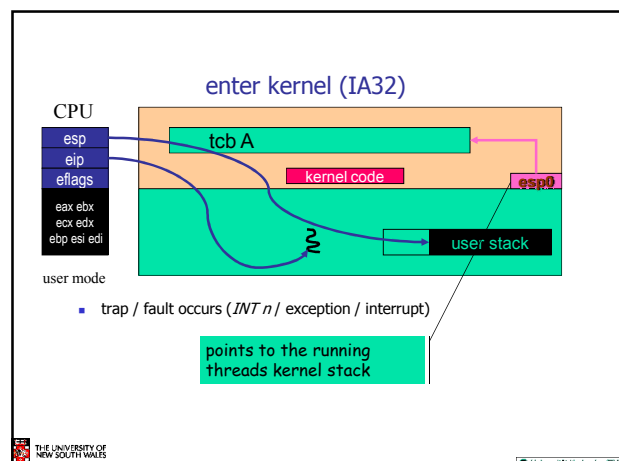 enter kernel (IA32)
CPU
esp
eip
eflags
eax ebx
ecx edx
ebp esi edi
user mode
tcb A
kernel code
esp0
user stack
▪ trap / fault occurs (INT n / exception / interrupt)
points to the running
threads kernel stack
THE UNIVERSITY OF
NEW SOUTH WALES